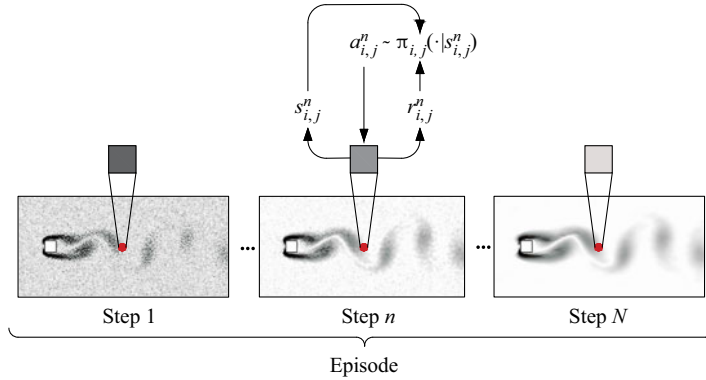 a^n_{i,j} ~ π_{i,j}(·|s^n_{i,j})
s^n_{i,j} r^n_{i,j}
... ...
Step 1 Step n Step N
Episode